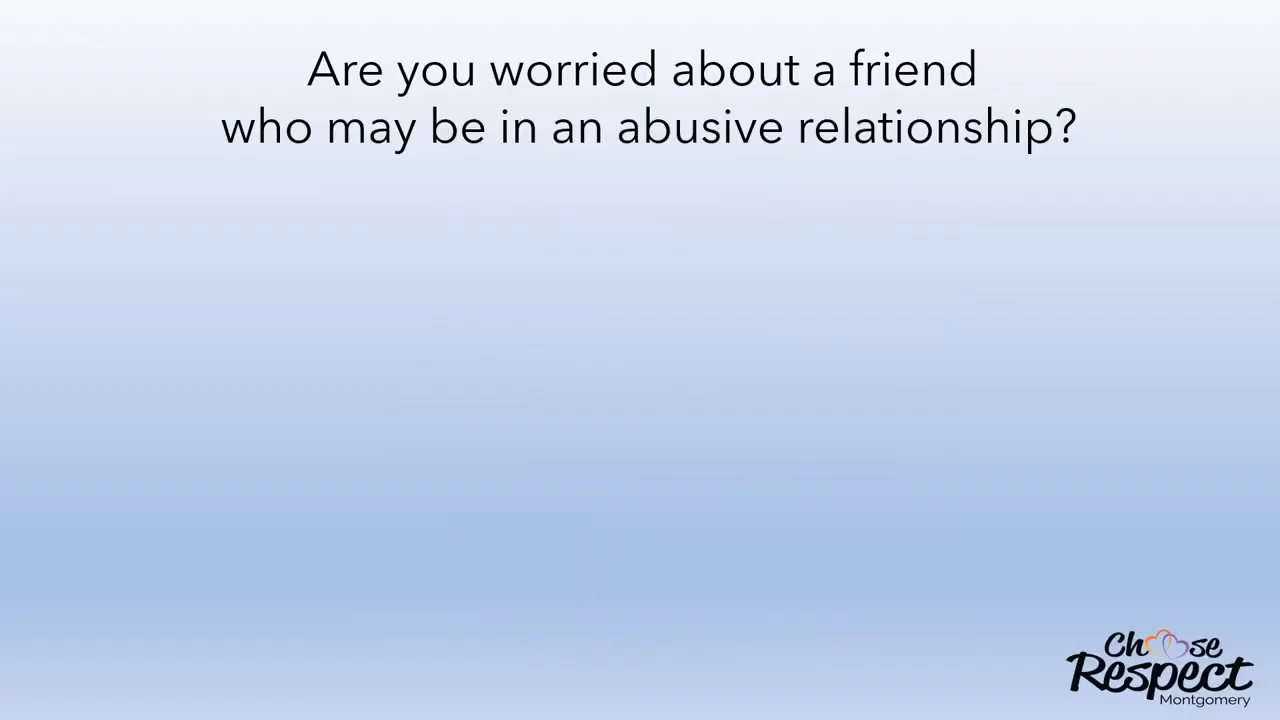 Are you worried about a friend
who may be in an abusive relationship?
Choose
Respect
Montgomery